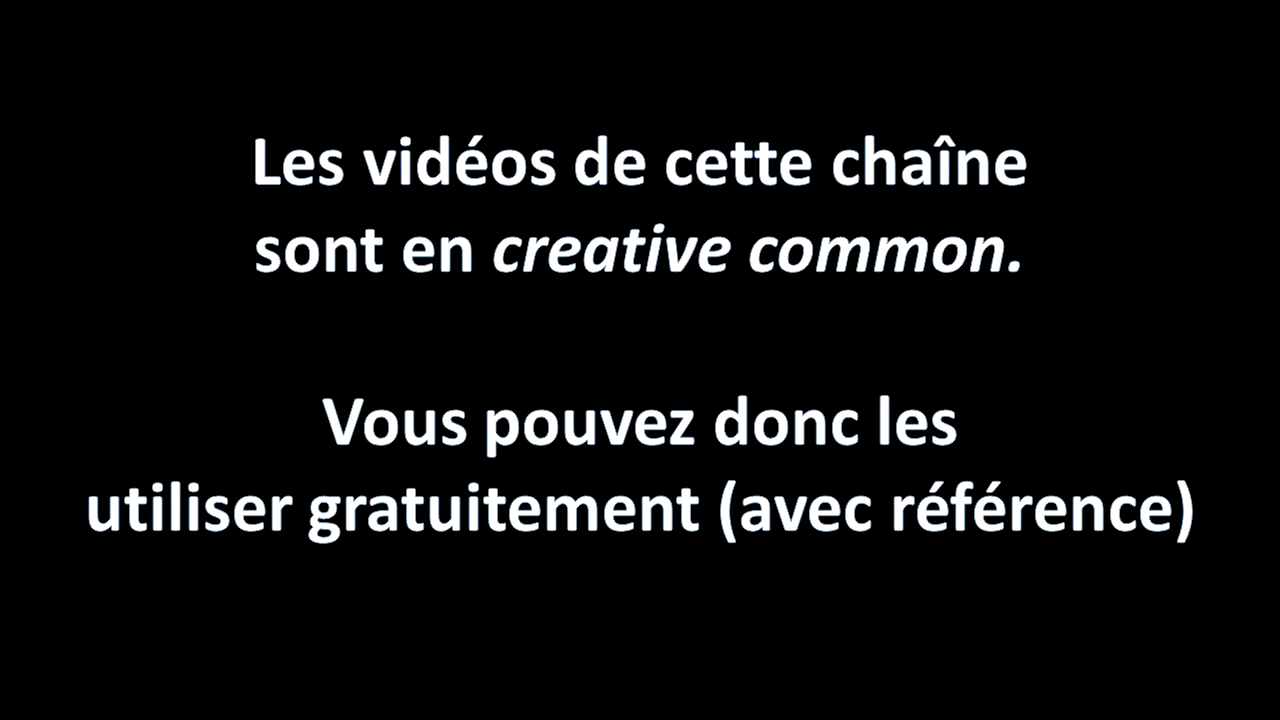 Les vidéos de cette chaîne
sont en creative common.
Vous pouvez donc les
utiliser gratuitement (avec référence)